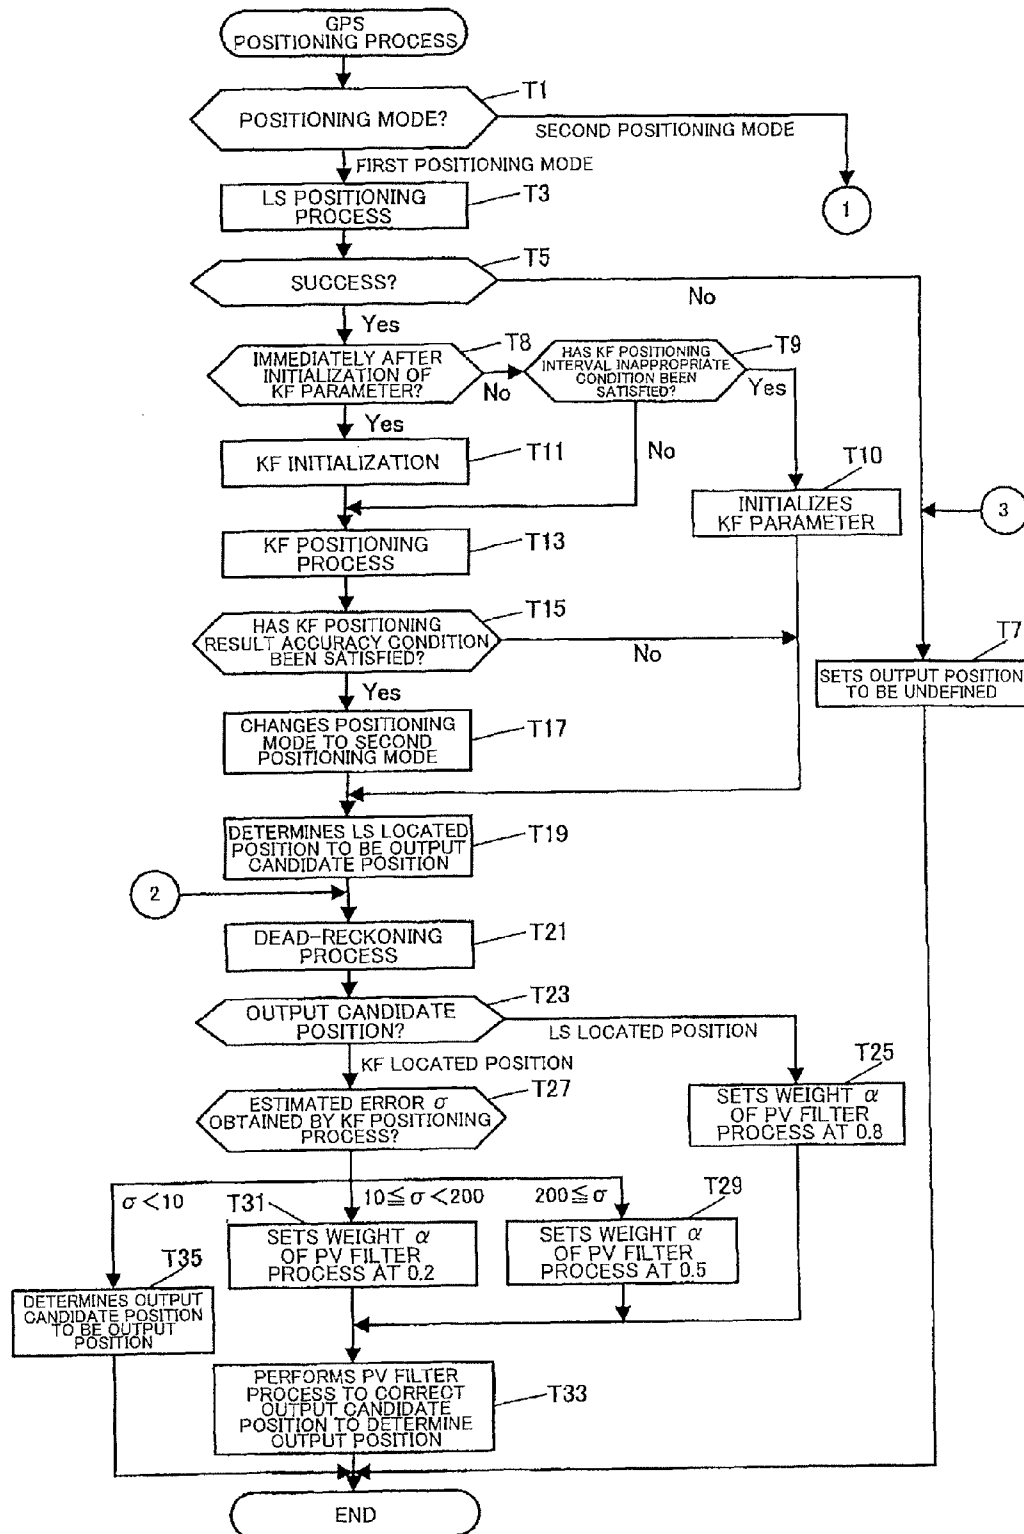 GPS
POSITIONING PROCESS
T1
POSITIONING MODE?
SECOND POSITIONING MODE
FIRST POSITIONING MODE
1
LS POSITIONING
PROCESS
T3
T5
SUCCESS?
No
Yes
T8
IMMEDIATELY AFTER
INITIALIZATION OF
KF PARAMETER?
No
T9
HAS KF POSITIONING
INTERVAL INAPPROPRIATE
CONDITION BEEN
SATISFIED?
Yes
Yes
No
KF INITIALIZATION
T11
T10
INITIALIZES
KF PARAMETER
3
KF POSITIONING
PROCESS
T13
T15
HAS KF POSITIONING
RESULT ACCURACY CONDITION
BEEN SATISFIED?
No
Yes
T7
SETS OUTPUT POSITION
TO BE UNDEFINED
CHANGES POSITIONING
MODE TO SECOND
POSITIONING MODE
T17
DETERMINES LS LOCATED
POSITION TO BE OUTPUT
CANDIDATE POSITION
T19
2
DEAD-RECKONING
PROCESS
T21
T23
OUTPUT CANDIDATE
POSITION?
LS LOCATED POSITION
KF LOCATED POSITION
T25
SETS WEIGHT α
OF PV FILTER
PROCESS AT 0.8
T27
ESTIMATED ERROR σ
OBTAINED BY KF POSITIONING
PROCESS?
σ<10
T31
10≦σ<200
200≦σ
T29
SETS WEIGHT α
OF PV FILTER
PROCESS AT 0.2
SETS WEIGHT α
OF PV FILTER
PROCESS AT 0.5
T35
DETERMINES OUTPUT
CANDIDATE POSITION
TO BE OUTPUT
POSITION
PERFORMS PV FILTER
PROCESS TO CORRECT
OUTPUT CANDIDATE
POSITION TO DETERMINE
OUTPUT POSITION
T33
END